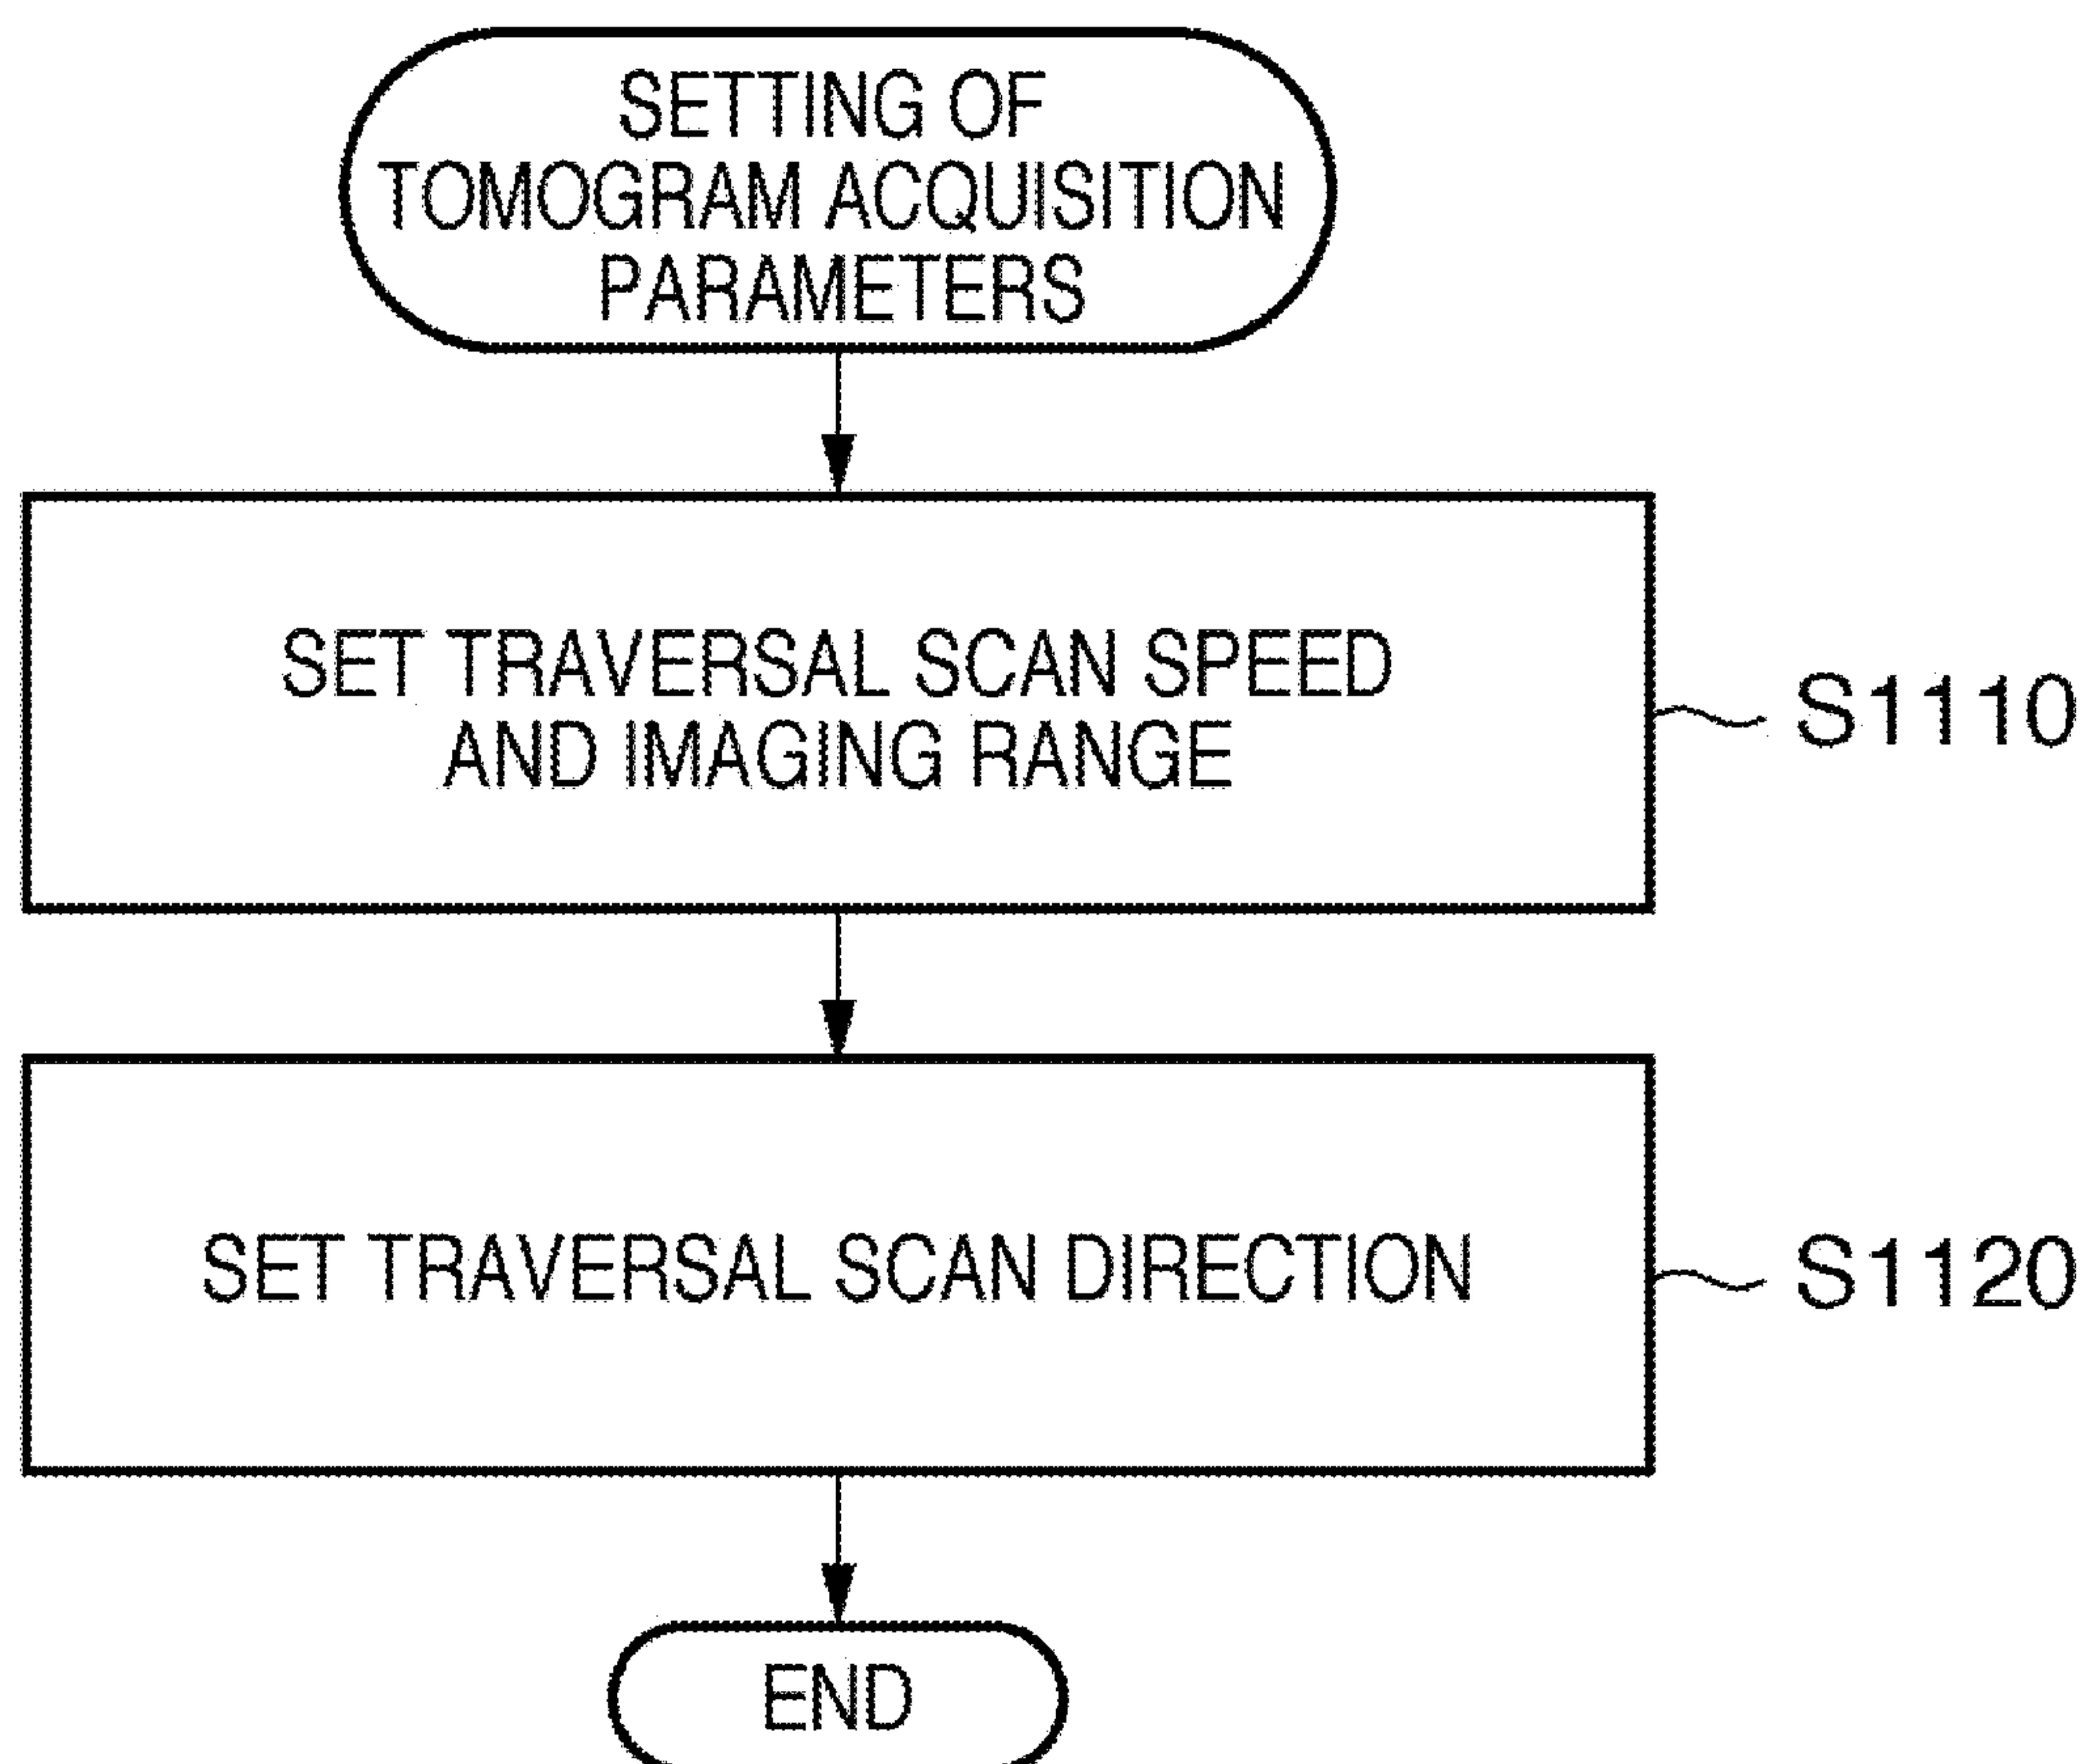 SETTING OF
TOMOGRAM ACQUISITION
PARAMETERS
SET TRAVERSAL SCAN SPEED
AND IMAGING RANGE
S1110
SET TRAVERSAL SCAN DIRECTION
S1120
END